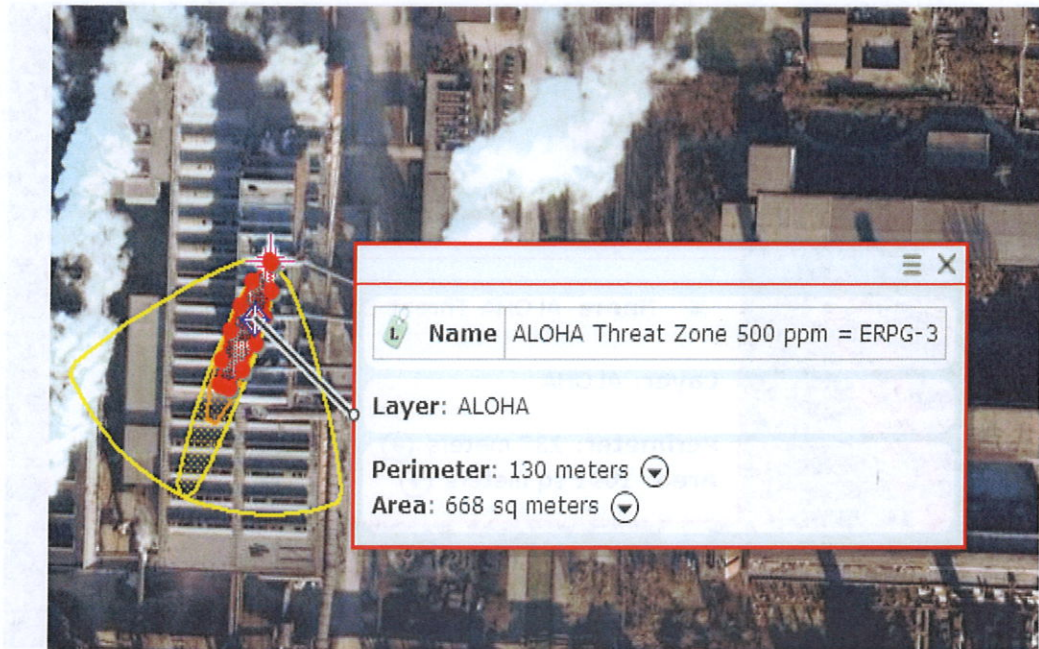 L Name ALOHA Threat Zone 500 ppm = ERPG-3
Layer: ALOHA
Perimeter: 130 meters
Area: 668 sq meters